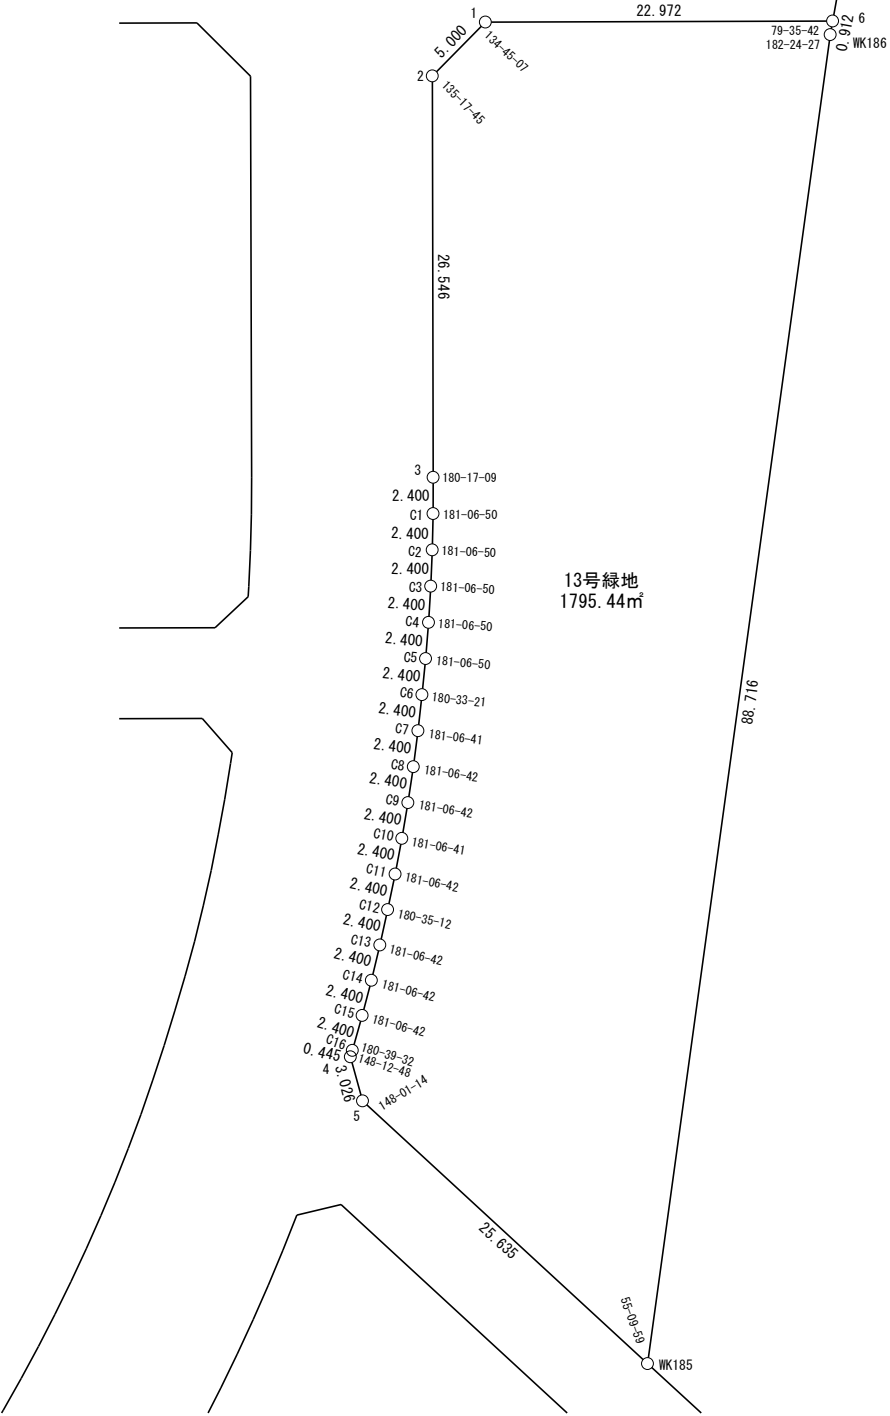 1
22.972
6
5.000
134-45-07
79-35-42
0.912
182-24-27
WK186
2
135-17-45
26.546
3
180-17-09
2.400
C1
181-06-50
2.400
C2
181-06-50
2.400
C3
181-06-50
2.400
C4
181-06-50
2.400
C5
181-06-50
2.400
C6
180-33-21
2.400
C7
181-06-41
2.400
C8
181-06-42
2.400
C9
181-06-42
2.400
C10
181-06-41
2.400
C11
181-06-42
2.400
C12
180-35-12
2.400
C13
181-06-42
2.400
C14
181-06-42
2.400
C15
181-06-42
2.400
C16
180-39-32
0.445
148-12-48
4
3.026
148-01-14
5
13号緑地
1795.44㎡
88.716
25.635
55-09-59
WK185